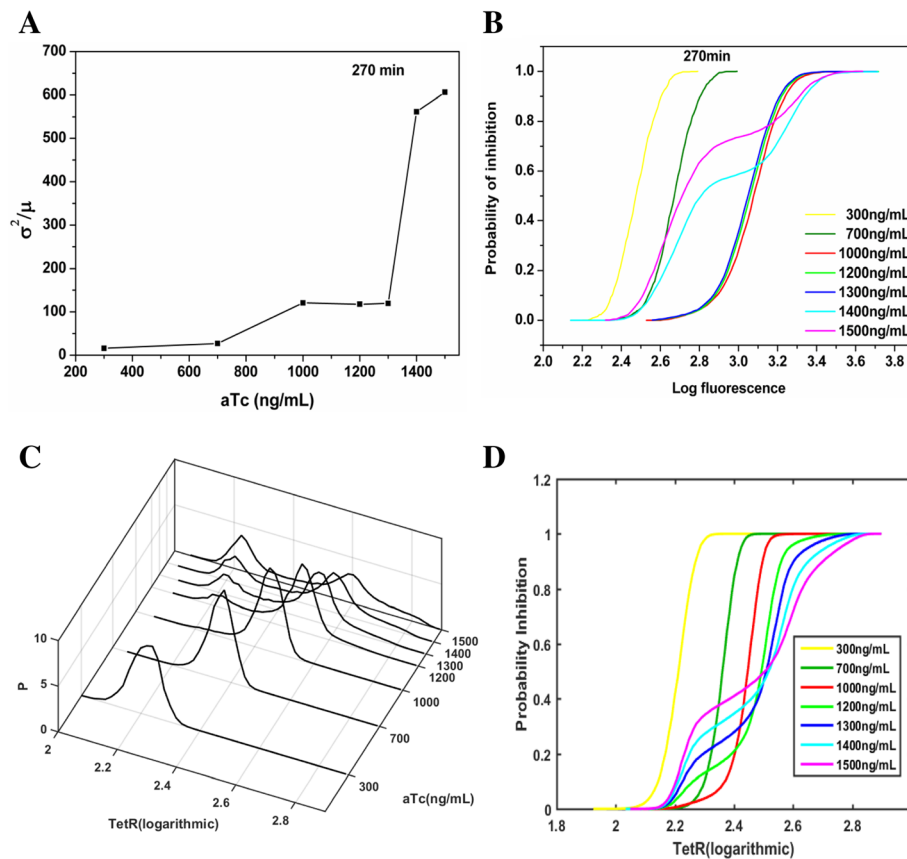 A
700
600
500
400
300
200
100
0
σ²/μ
270 min
200 400 600 800 1000 1200 1400
aTc (ng/mL)
B
270min
1.0
0.8
0.6
0.4
0.2
0.0
Probability of inhibition
300ng/mL
700ng/mL
1000ng/mL
1200ng/mL
1300ng/mL
1400ng/mL
1500ng/mL
2.0 2.2 2.4 2.6 2.8 3.0 3.2 3.4 3.6 3.8
Log fluorescence
C
10
5
0
P
2
2.2
2.4
2.6
2.8
TetR(logarithmic)
1500
1400
1300
1200
1000
700
300
aTc(ng/mL)
D
1.2
1
0.8
0.6
0.4
0.2
0
Probability Inhibition
300ng/mL
700ng/mL
1000ng/mL
1200ng/mL
1300ng/mL
1400ng/mL
1500ng/mL
1.8 2 2.2 2.4 2.6 2.8
TetR(logarithmic)